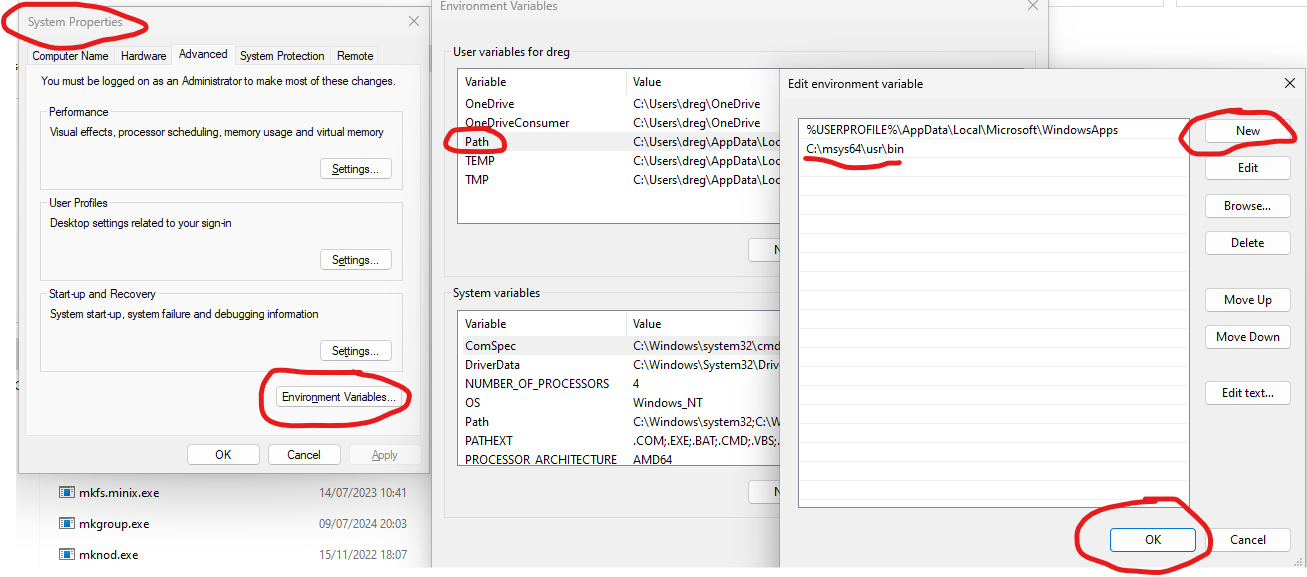 System Properties
Computer Name Hardware Advanced System Protection Remote
You must be logged on as an Administrator to make most of these changes.
Performance
Visual effects, processor scheduling, memory usage and virtual memory
Settings...
User Profiles
Desktop settings related to your sign-in
Settings...
Start-up and Recovery
System start-up, system failure and debugging information
Settings...
Environment Variables...
OK Cancel Apply
mkfs.minix.exe 14/07/2023 10:41
mkgroup.exe 09/07/2024 20:03
mknod.exe 15/11/2022 18:07
Environment Variables
User variables for dreg
Variable Value
OneDrive C:\Users\dreg\OneDrive
OneDriveConsumer C:\Users\dreg\OneDrive
Path C:\Users\dreg\AppData\Loc
TEMP C:\Users\dreg\AppData\Loc
TMP C:\Users\dreg\AppData\Loc
N
System variables
Variable Value
ComSpec C:\Windows\system32\cmd
DriverData C:\Windows\System32\Driv
NUMBER_OF_PROCESSORS 4
OS Windows_NT
Path C:\Windows\system32;C:\W
PATHEXT .COM;.EXE;.BAT;.CMD;.VBS;.
PROCESSOR_ARCHITECTURE AMD64
N
Edit environment variable
%USERPROFILE%\AppData\Local\Microsoft\WindowsApps
C:\msys64\usr\bin
New
Edit
Browse...
Delete
Move Up
Move Down
Edit text...
OK Cancel